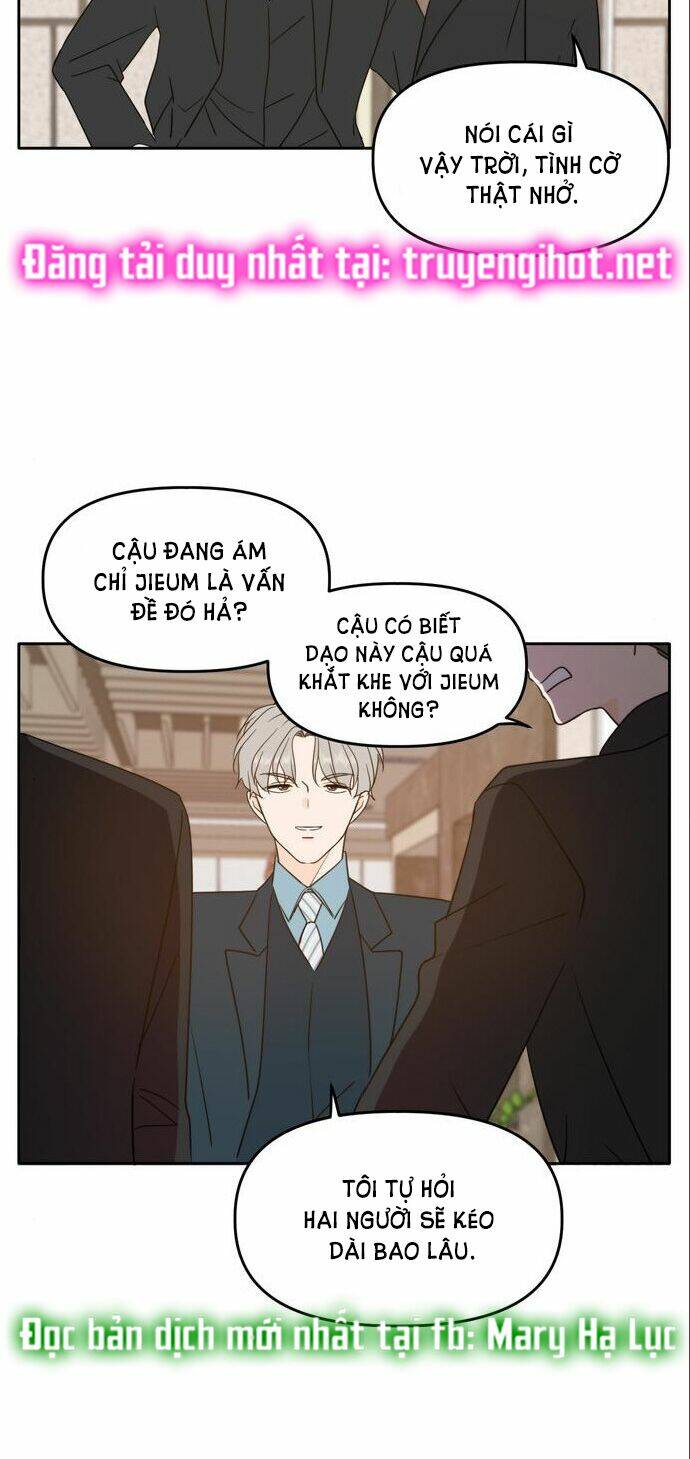 NÓI CÁI GÌ
VẬY TRỜI, TÌNH CỜ
THẬT NHỞ.
Đăng tải duy nhất tại: truyengihot.net
CẬU ĐANG ÁM
CHỈ JIEUM LÀ VẤN
ĐỀ ĐÓ HẢ?
CẬU CÓ BIẾT
DẠO NÀY CẬU QUÁ
KHẮT KHE VỚI JIEUM
KHÔNG?
TÔI TỰ HỎI
HAI NGƯỜI SẼ KÉO
DÀI BAO LÂU.
Đọc bản dịch mới nhất tại fb: Mary Hạ Lục